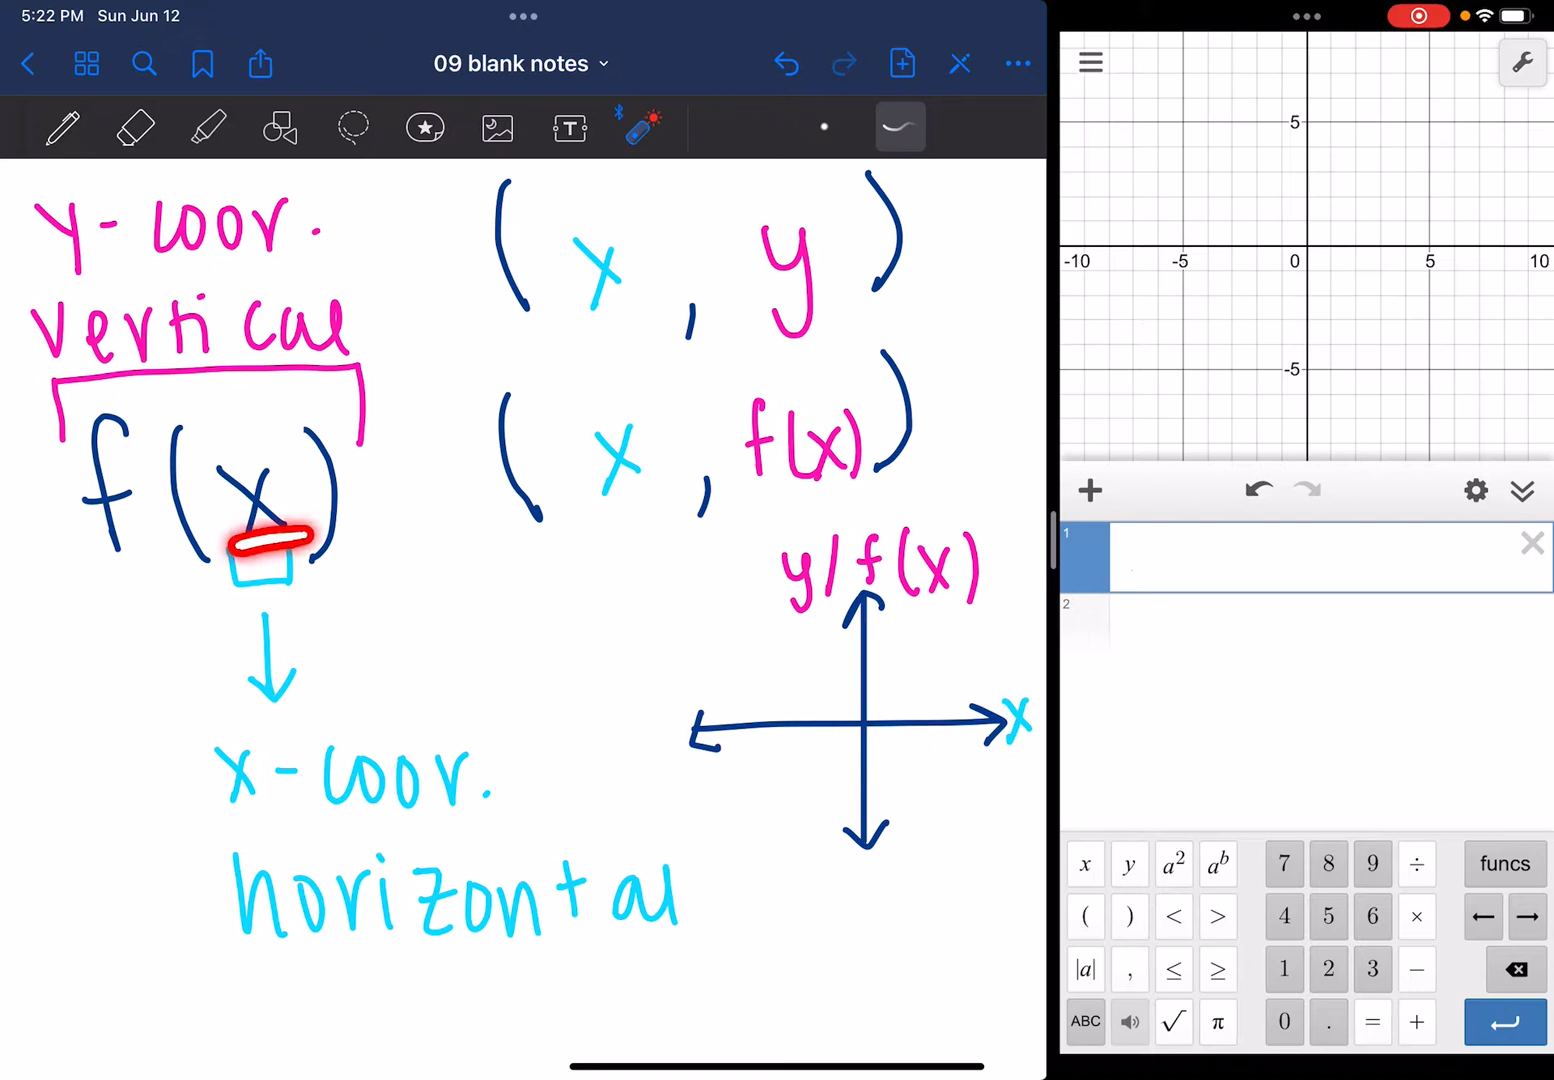 5:22 PM Sun Jun 12
09 blank notes
T
y-coor.
vertical
f(x)
x-coor.
horizontal
(x, y)
(x, f(x))
y/f(x)
x
5
-10 -5 0 5 10
-5
1
2
x y a² aᵇ 7 8 9 ÷ funcs
( ) < > 4 5 6 × ← →
|a| , ≤ ≥ 1 2 3 −
ABC √ π 0 . = +